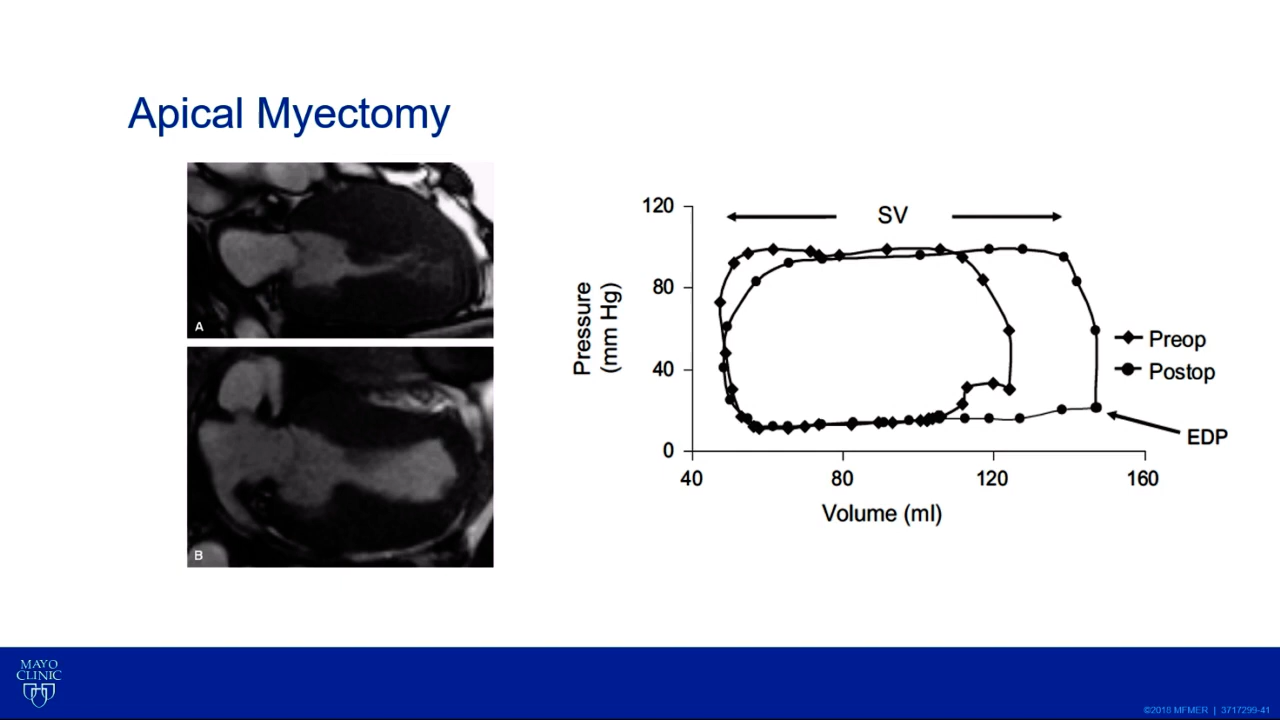 Apical Myectomy
A
B
120
80
40
0
Pressure
(mm Hg)
SV
Preop
Postop
EDP
40 80 120 160
Volume (ml)
MAYO
CLINIC
©2018 MFMER | 3717299-41